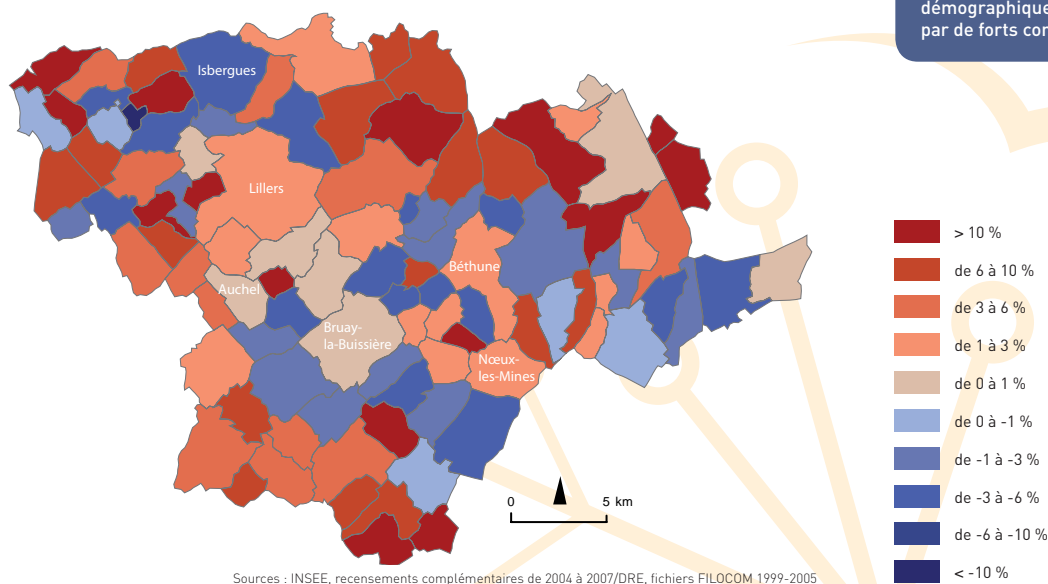 démographique
par de forts con
Isbergues
Lillers
Béthune
Auchel
Bruay-
la-Buissière
Nœux-
les-Mines
> 10 %
de 6 à 10 %
de 3 à 6 %
de 1 à 3 %
de 0 à 1 %
de 0 à -1 %
de -1 à -3 %
de -3 à -6 %
de -6 à -10 %
< -10 %
0 5 km
Sources : INSEE, recensements complémentaires de 2004 à 2007/DRE, fichiers FILOCOM 1999-2005